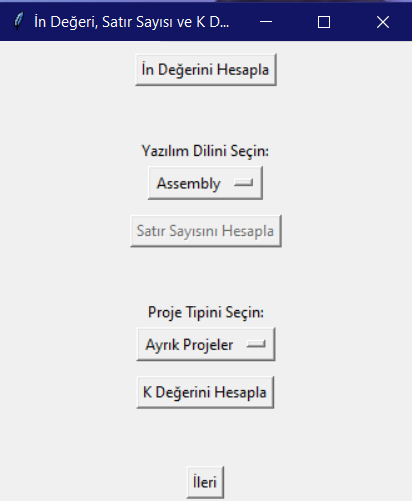 İn Değeri, Satır Sayısı ve K D...
İn Değerini Hesapla
Yazılım Dilini Seçin:
Assembly
Satır Sayısını Hesapla
Proje Tipini Seçin:
Ayrık Projeler
K Değerini Hesapla
İleri